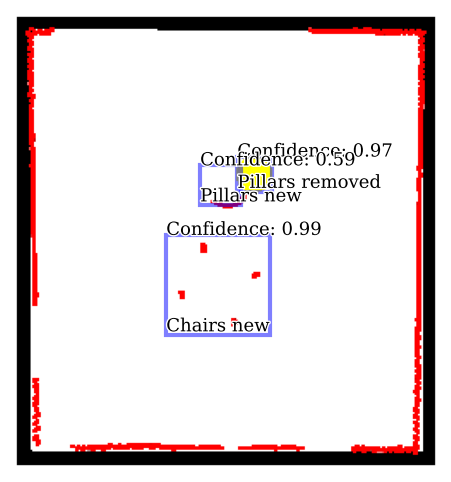 Confidence: 0.97
Confidence: 0.59
Pillars removed
Pillars new
Confidence: 0.99
Chairs new